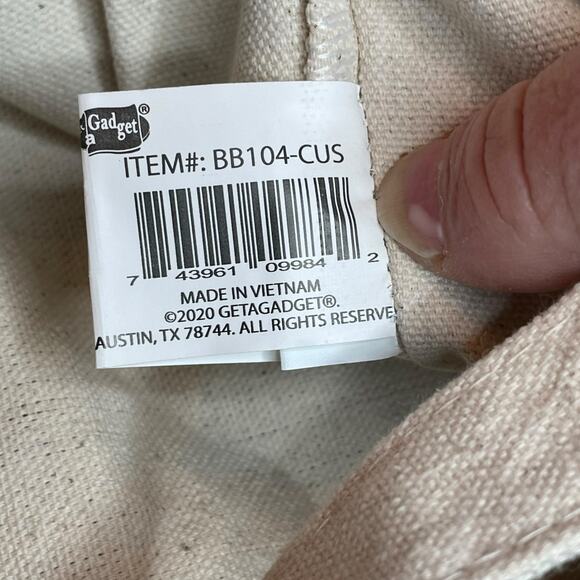 a Gadget®
ITEM#: BB104-CUS
7 43961 09984 2
MADE IN VIETNAM
©2020 GETAGADGET®.
AUSTIN, TX 78744. ALL RIGHTS RESERVE